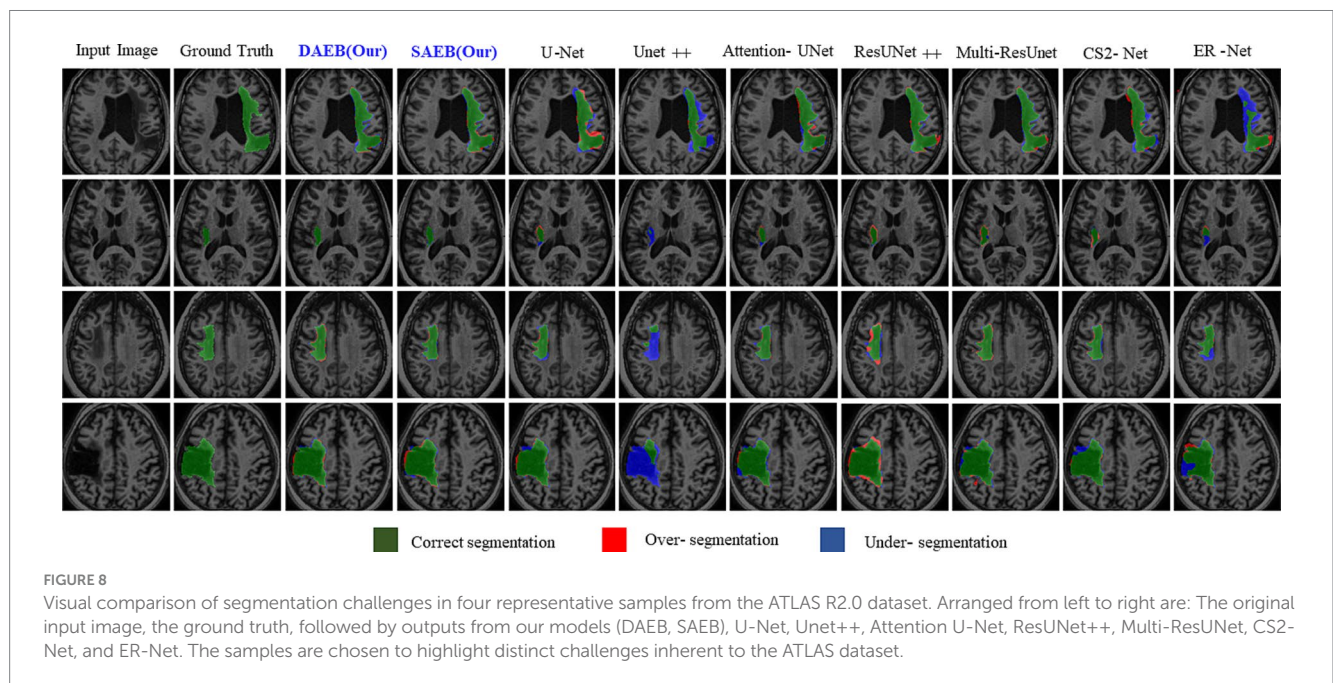 Input Image Ground Truth DAEB(Our) SAEB(Our) U-Net Unet ++ Attention- UNet ResUNet ++ Multi-ResUnet CS2- Net ER -Net
Correct segmentation Over- segmentation Under- segmentation
FIGURE 8
Visual comparison of segmentation challenges in four representative samples from the ATLAS R2.0 dataset. Arranged from left to right are: The original
input image, the ground truth, followed by outputs from our models (DAEB, SAEB), U-Net, Unet++, Attention U-Net, ResUNet++, Multi-ResUNet, CS2-
Net, and ER-Net. The samples are chosen to highlight distinct challenges inherent to the ATLAS dataset.